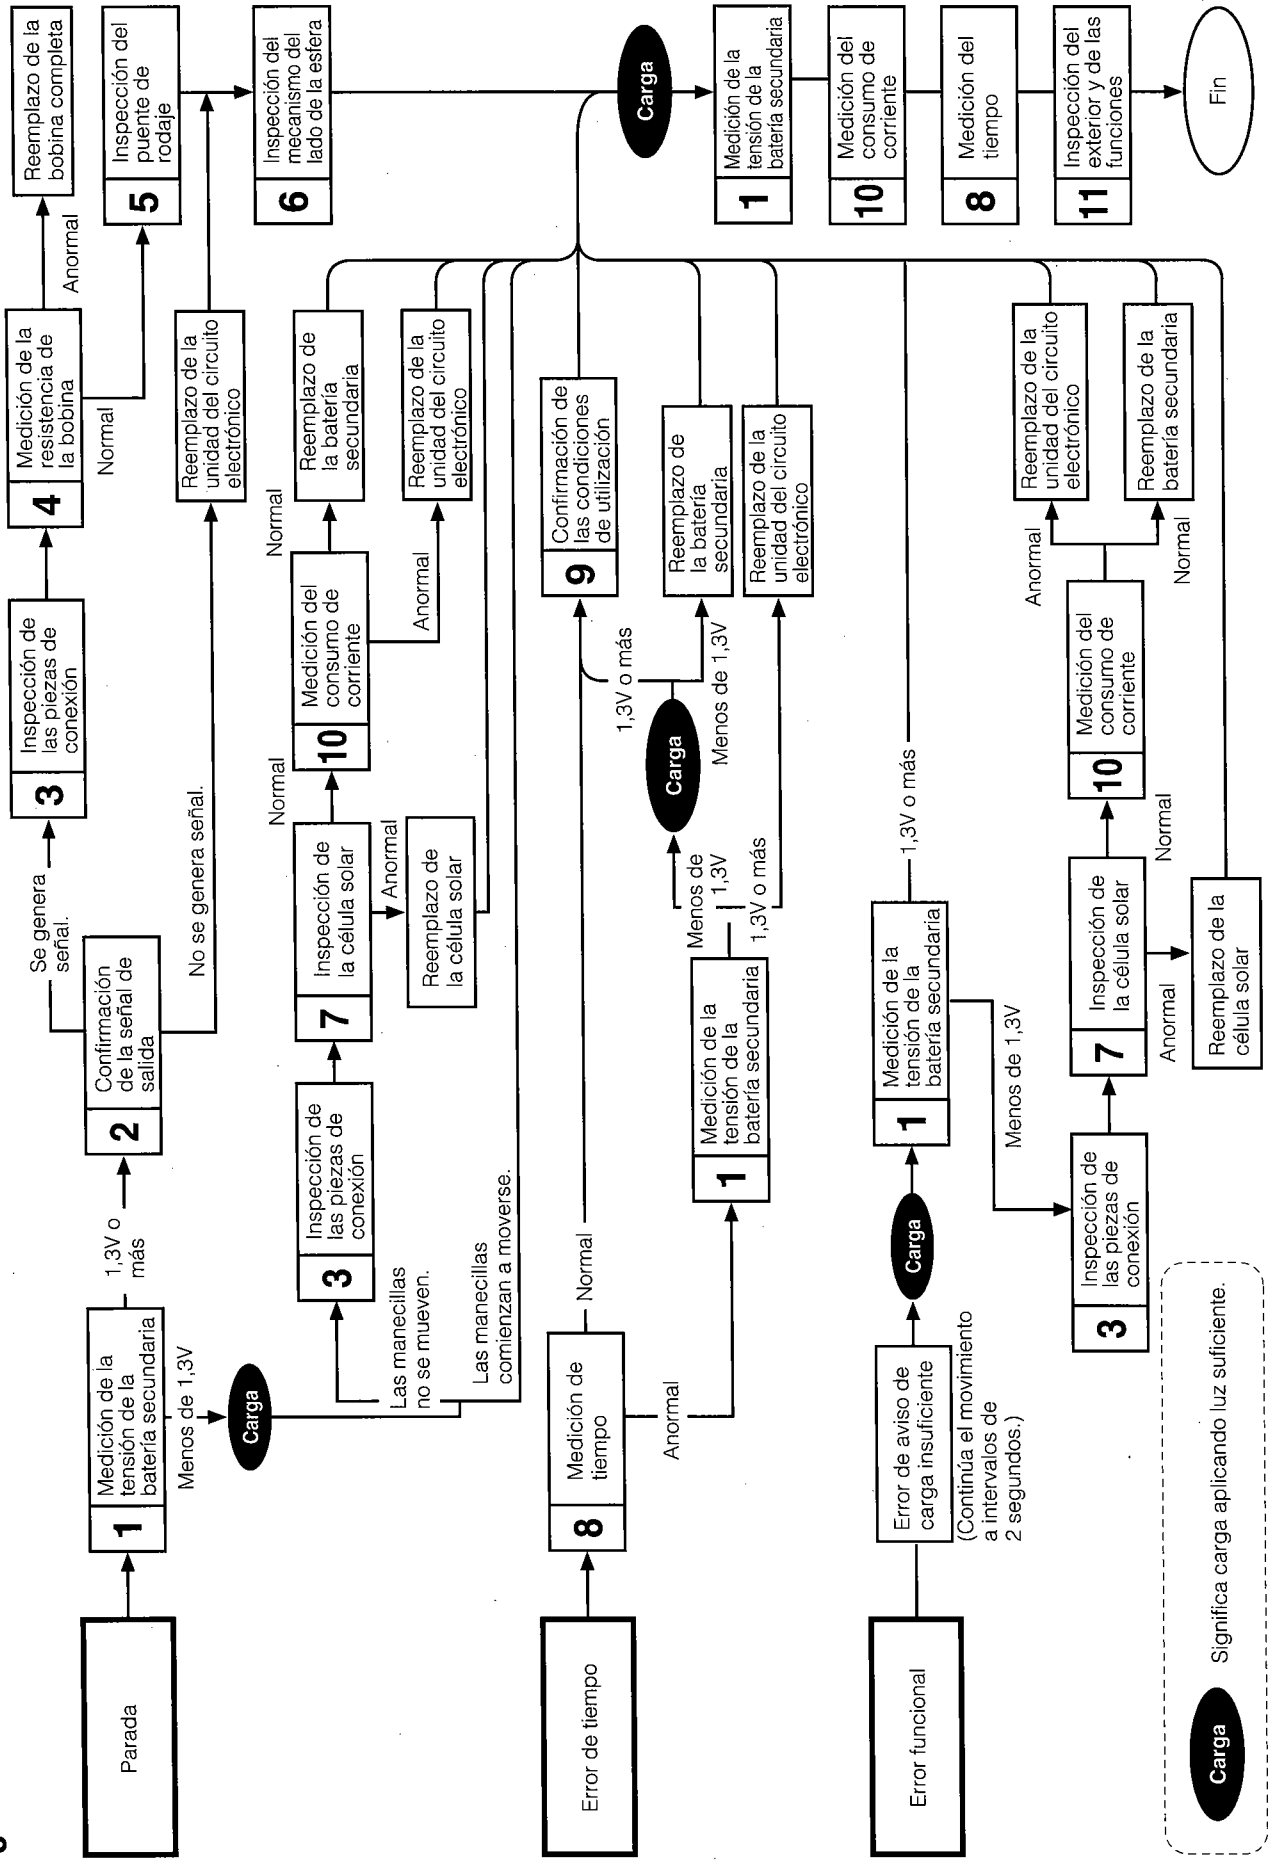 Parada
1
Medición de la
tensión de la
batería secundaria
1,3V o
más
Menos de 1,3V
Carga
2
Confirmación
de la señal de
salida
Se genera
señal.
No se genera señal.
3
Inspección de
las piezas de
conexión
4
Medición de la
resistencia de
la bobina
Anormal
Reemplazo de la
bobina completa
Normal
5
Inspección del
puente de
rodaje
Reemplazo de la
unidad del circuito
electrónico
6
Inspección del
mecanismo del
lado de la esfera
Las manecillas
no se mueven.
Las manecillas
comienzan a moverse.
3
Inspección de
las piezas de
conexión
7
Inspección de
la célula solar
Normal
Anormal
Reemplazo de
la célula solar
10
Medición del
consumo de
corriente
Normal
Reemplazo de
la batería
secundaria
Anormal
Reemplazo de la
unidad del circuito
electrónico
Error de tiempo
8
Medición de
tiempo
Normal
Anormal
1
Medición de la
tensión de la
batería secundaria
Menos de
1,3V
1,3V o más
Carga
1,3V o más
Menos de 1,3V
9
Confirmación de
las condiciones
de utilización
Reemplazo de
la batería
secundaria
Reemplazo de la
unidad del circuito
electrónico
Error funcional
Error de aviso de
carga insuficiente
(Continúa el movimiento
a intervalos de
2 segundos.)
Carga
1
Medición de la
tensión de la
batería secundaria
1,3V o más
Menos de 1,3V
3
Inspección de
las piezas de
conexión
7
Inspección de
la célula solar
Normal
Anormal
Reemplazo de la
célula solar
10
Medición del
consumo de
corriente
Anormal
Reemplazo de la
unidad del circuito
electrónico
Normal
Reemplazo de la
batería secundaria
Carga
1
Medición de la
tensión de la
batería secundaria
10
Medición del
consumo de
corriente
8
Medición del
tiempo
11
Inspección del
exterior y de las
funciones
Fin
Carga
Significa carga aplicando luz suficiente.